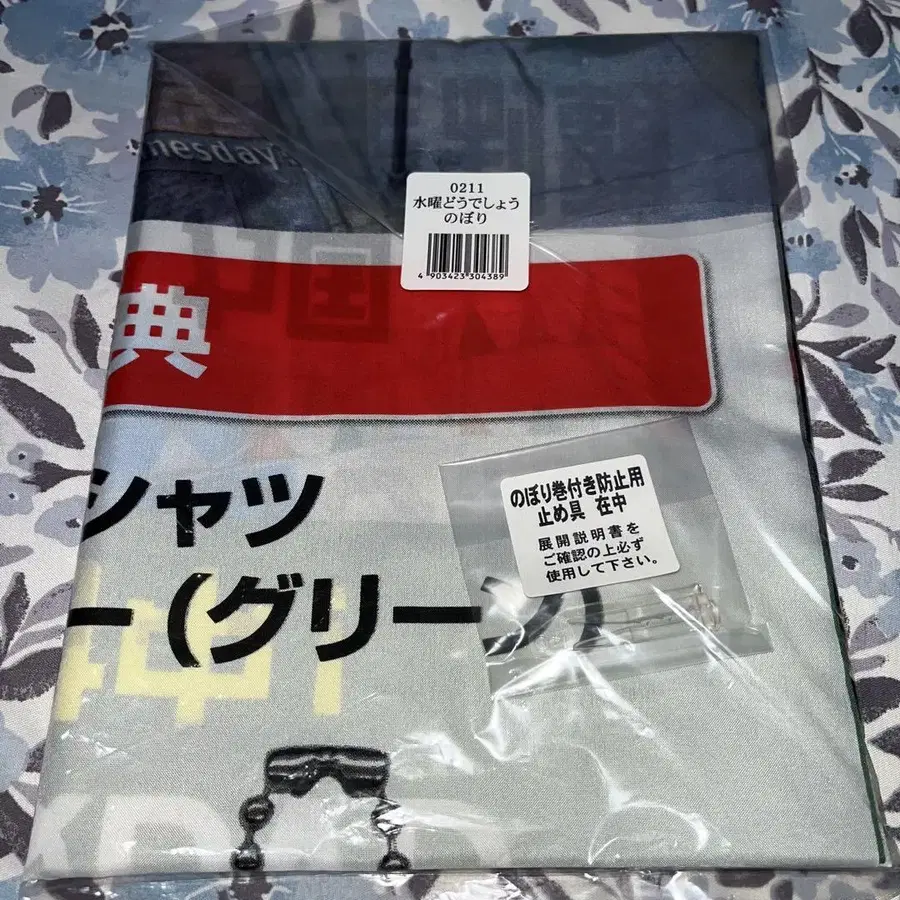 nesday
0211
水曜どうでしょう
のぼり
4 903423 304389
典
シャツ
ー(グリーン)
のぼり巻付き防止用
止め具 在中
展開説明書を
ご確認の上必ず
使用して下さい。